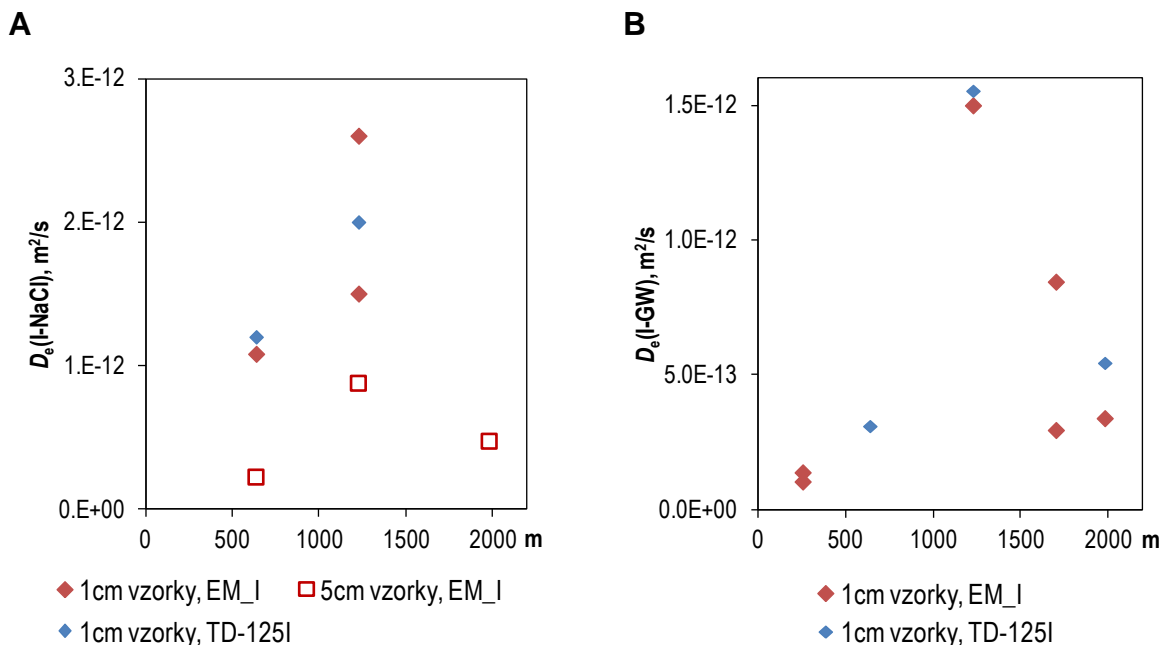 A
3.E-12
2.E-12
1.E-12
0.E+00
Dₑ(I-NaCl), m²/s
0 500 1000 1500 2000 m
1cm vzorky, EM_I 5cm vzorky, EM_I
1cm vzorky, TD-125I
B
1.5E-12
1.0E-12
5.0E-13
0.0E+00
Dₑ(I-GW), m²/s
0 500 1000 1500 2000 m
1cm vzorky, EM_I
1cm vzorky, TD-125I